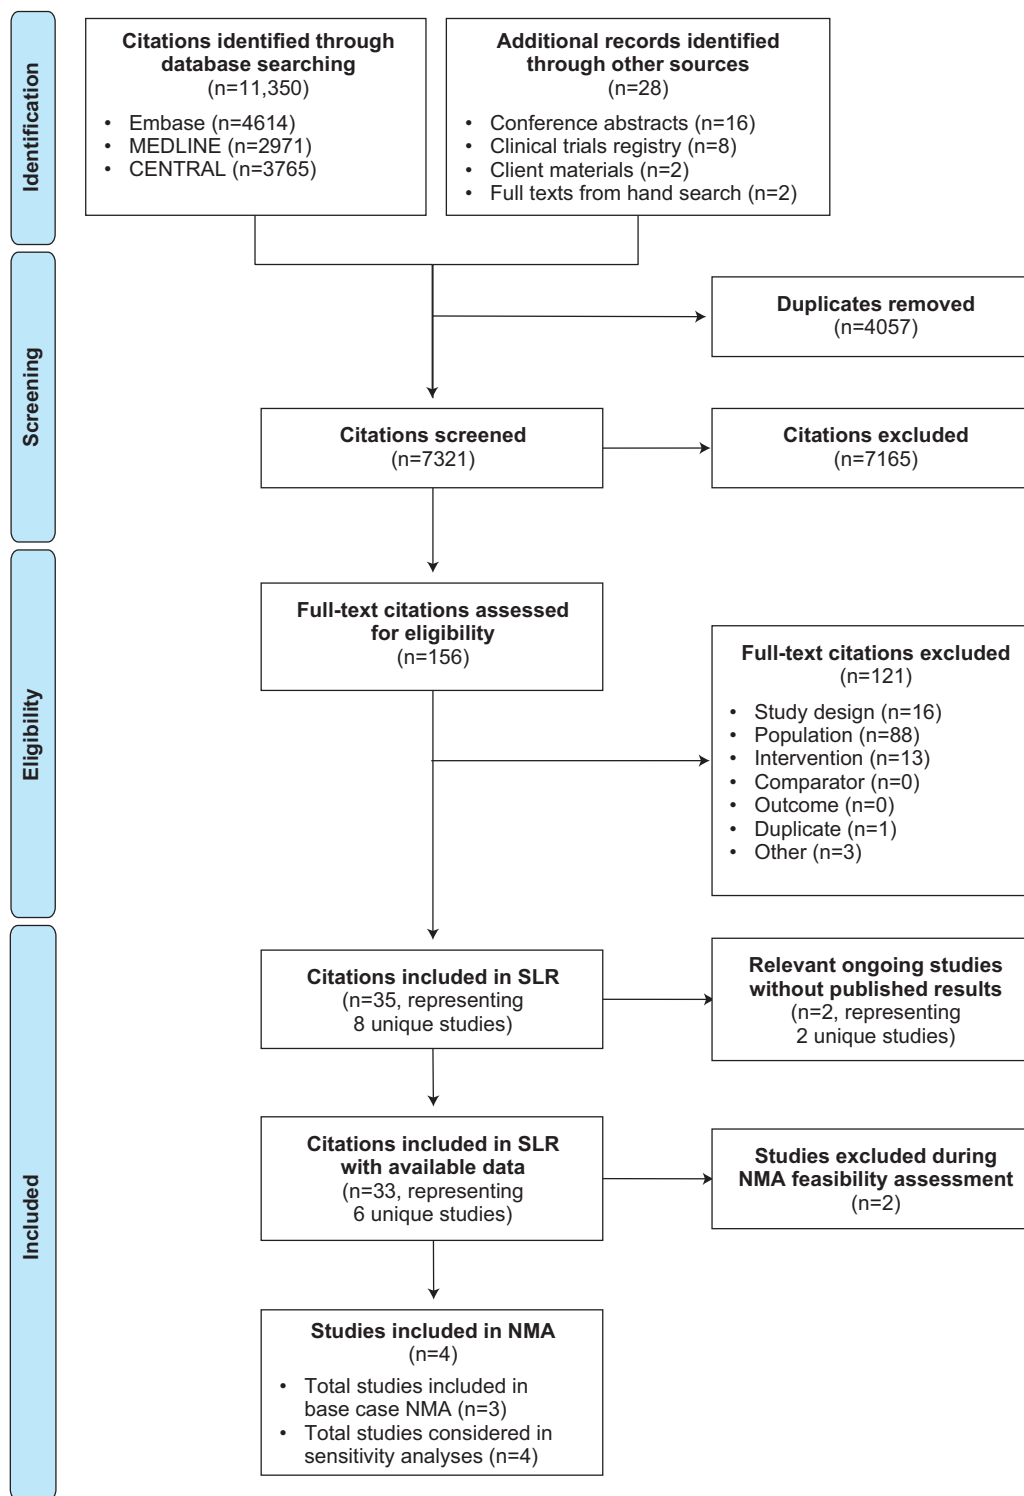 Identification
Citations identified through
database searching
(n=11,350)
• Embase (n=4614)
• MEDLINE (n=2971)
• CENTRAL (n=3765)
Additional records identified
through other sources
(n=28)
• Conference abstracts (n=16)
• Clinical trials registry (n=8)
• Client materials (n=2)
• Full texts from hand search (n=2)
Screening
Duplicates removed
(n=4057)
Citations screened
(n=7321)
Citations excluded
(n=7165)
Eligibility
Full-text citations assessed
for eligibility
(n=156)
Full-text citations excluded
(n=121)
• Study design (n=16)
• Population (n=88)
• Intervention (n=13)
• Comparator (n=0)
• Outcome (n=0)
• Duplicate (n=1)
• Other (n=3)
Included
Citations included in SLR
(n=35, representing
8 unique studies)
Relevant ongoing studies
without published results
(n=2, representing
2 unique studies)
Citations included in SLR
with available data
(n=33, representing
6 unique studies)
Studies excluded during
NMA feasibility assessment
(n=2)
Studies included in NMA
(n=4)
• Total studies included in
base case NMA (n=3)
• Total studies considered in
sensitivity analyses (n=4)